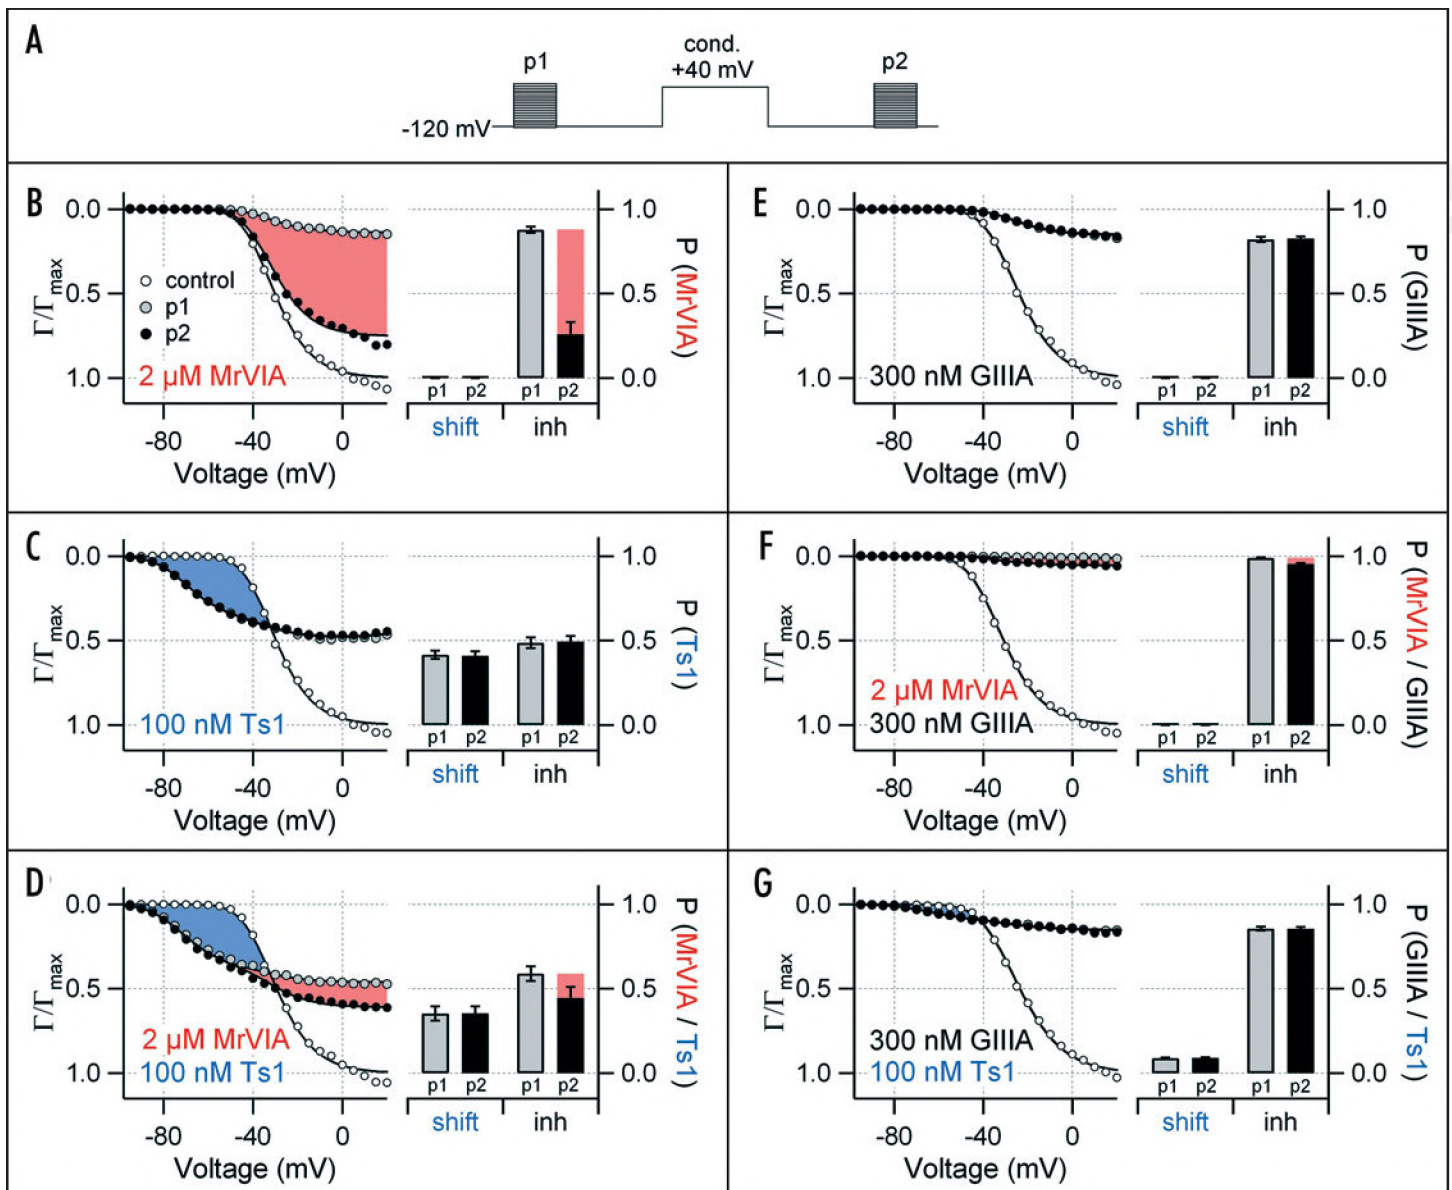 A
p1
cond.
+40 mV
p2
-120 mV
B
0.0
0.5
1.0
Γ/Γmax
control
p1
p2
2 µM MrVIA
-80 -40 0
Voltage (mV)
p1 p2 p1 p2
shift inh
1.0
0.5
0.0
P (MrVIA)
E
0.0
0.5
1.0
Γ/Γmax
300 nM GIIIA
-80 -40 0
Voltage (mV)
p1 p2 p1 p2
shift inh
1.0
0.5
0.0
P (GIIIA)
C
0.0
0.5
1.0
Γ/Γmax
100 nM Ts1
-80 -40 0
Voltage (mV)
p1 p2 p1 p2
shift inh
1.0
0.5
0.0
P (Ts1)
F
0.0
0.5
1.0
Γ/Γmax
2 µM MrVIA
300 nM GIIIA
-80 -40 0
Voltage (mV)
p1 p2 p1 p2
shift inh
1.0
0.5
0.0
P (MrVIA / GIIIA)
D
0.0
0.5
1.0
Γ/Γmax
2 µM MrVIA
100 nM Ts1
-80 -40 0
Voltage (mV)
p1 p2 p1 p2
shift inh
1.0
0.5
0.0
P (MrVIA / Ts1)
G
0.0
0.5
1.0
Γ/Γmax
300 nM GIIIA
100 nM Ts1
-80 -40 0
Voltage (mV)
p1 p2 p1 p2
shift inh
1.0
0.5
0.0
P (GIIIA / Ts1)